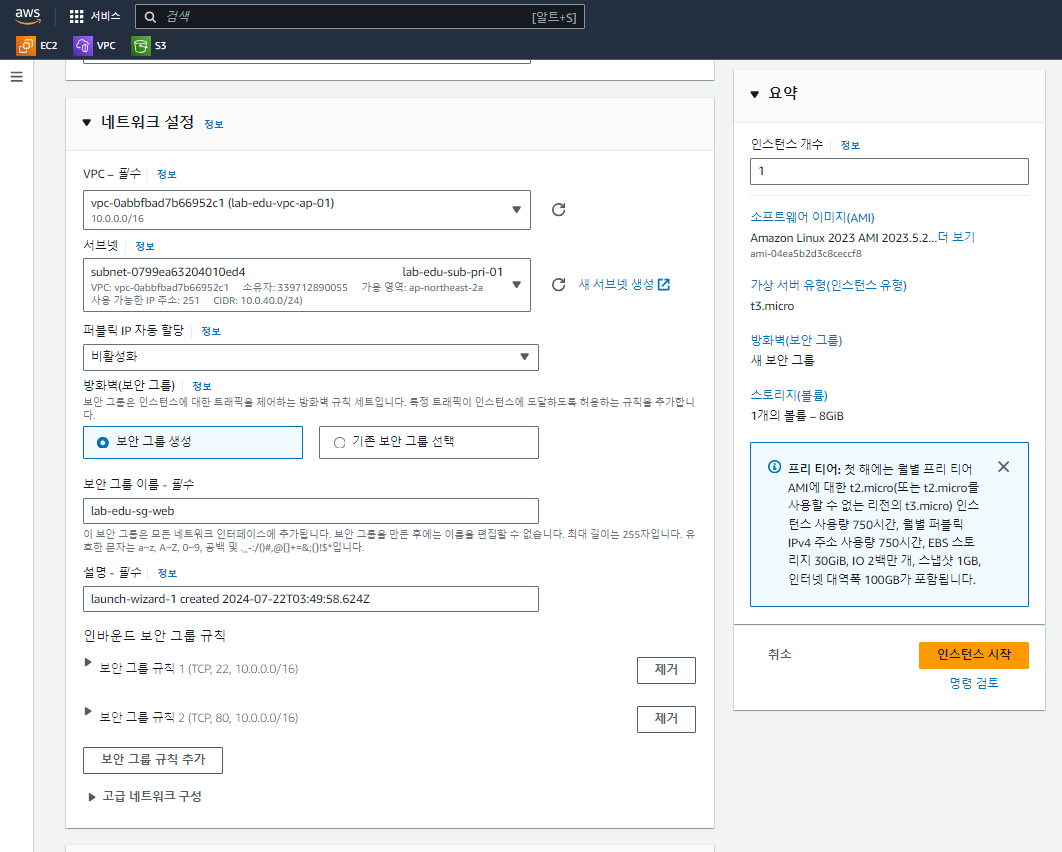 aws
서비스
검색
[알트+S]
EC2
VPC
S3
네트워크 설정 정보
VPC – 필수 정보
vpc-0abbfbad7b66952c1 (lab-edu-vpc-ap-01)
10.0.0.0/16
서브넷 정보
subnet-0799ea63204010ed4 lab-edu-sub-pri-01
VPC: vpc-0abbfbad7b66952c1 소유자: 339712890055 가용 영역: ap-northeast-2a
사용 가능한 IP 주소: 251 CIDR: 10.0.40.0/24)
새 서브넷 생성
퍼블릭 IP 자동 할당 정보
비활성화
방화벽(보안 그룹) 정보
보안 그룹은 인스턴스에 대한 트래픽을 제어하는 방화벽 규칙 세트입니다. 특정 트래픽이 인스턴스에 도달하도록 허용하는 규칙을 추가합니
다.
보안 그룹 생성
기존 보안 그룹 선택
보안 그룹 이름 - 필수
lab-edu-sg-web
이 보안 그룹은 모든 네트워크 인터페이스에 추가됩니다. 보안 그룹을 만든 후에는 이름을 편집할 수 없습니다. 최대 길이는 255자입니다. 유
효한 문자는 a~z, A~Z, 0~9, 공백 및 ._-:/()#,@[]+=&;{}!$*입니다.
설명 - 필수 정보
launch-wizard-1 created 2024-07-22T03:49:58.624Z
인바운드 보안 그룹 규칙
보안 그룹 규칙 1 (TCP, 22, 10.0.0.0/16)
제거
보안 그룹 규칙 2 (TCP, 80, 10.0.0.0/16)
제거
보안 그룹 규칙 추가
고급 네트워크 구성
요약
인스턴스 개수 정보
1
소프트웨어 이미지(AMI)
Amazon Linux 2023 AMI 2023.5.2...더 보기
ami-04ea5b2d3c8ceccf8
가상 서버 유형(인스턴스 유형)
t3.micro
방화벽(보안 그룹)
새 보안 그룹
스토리지(볼륨)
1개의 볼륨 – 8GiB
프리 티어: 첫 해에는 월별 프리 티어
AMI에 대한 t2.micro(또는 t2.micro를
사용할 수 없는 리전의 t3.micro) 인스
턴스 사용량 750시간, 월별 퍼블릭
IPv4 주소 사용량 750시간, EBS 스토
리지 30GiB, IO 2백만 개, 스냅샷 1GB,
인터넷 대역폭 100GB가 포함됩니다.
취소
인스턴스 시작
명령 검토